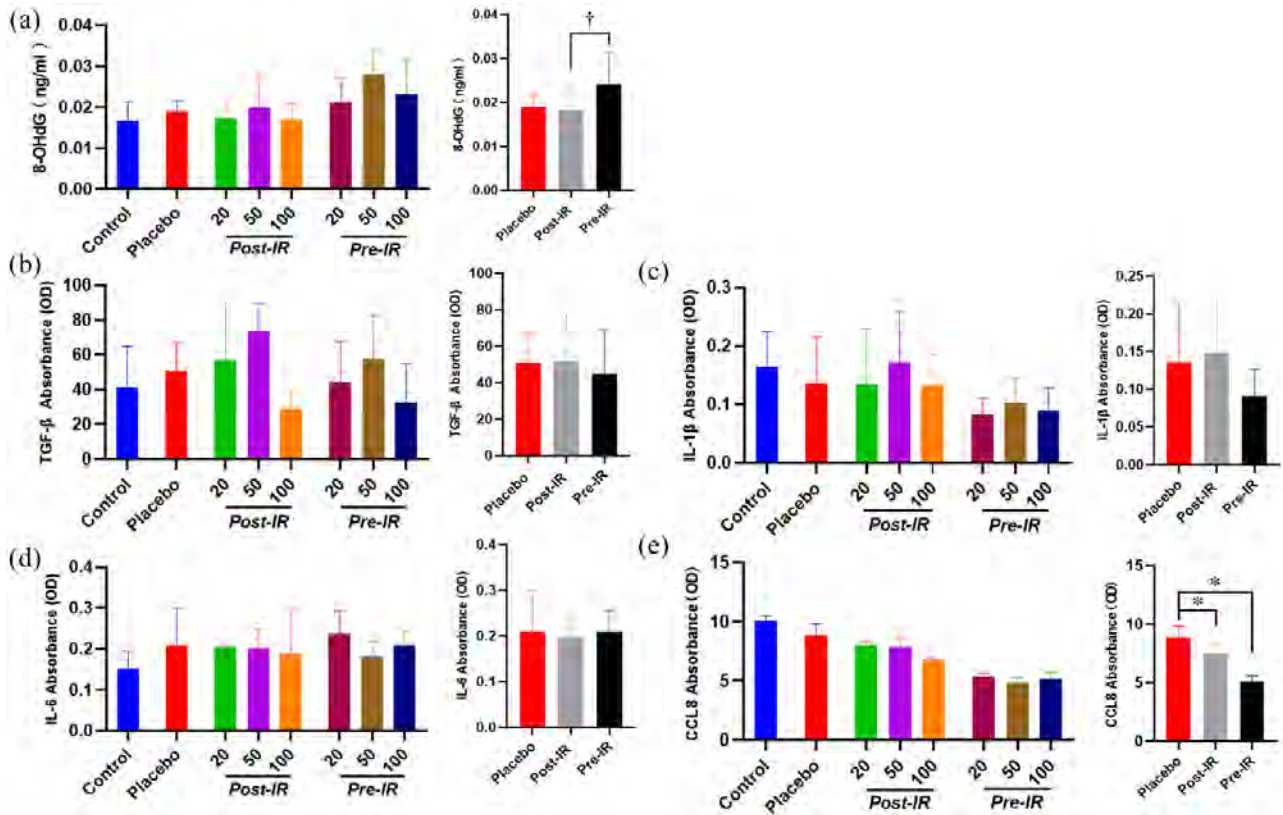 (a)
8-OHdG ( ng/ml )
0.04
0.03
0.02
0.01
0.00
Control
Placebo
20
50
100
20
50
100
Post-IR
Pre-IR
8-OHdG ( ng/ml )
0.04
0.03
0.02
0.01
0.00
†
Placebo
Post-IR
Pre-IR
(b)
TGF-β Absorbance (OD)
100
80
60
40
20
0
Control
Placebo
20
50
100
20
50
100
Post-IR
Pre-IR
TGF-β Absorbance (OD)
100
80
60
40
20
0
Placebo
Post-IR
Pre-IR
(c)
IL-1β Absorbance (OD)
0.3
0.2
0.1
0.0
Control
Placebo
20
50
100
20
50
100
Post-IR
Pre-IR
IL-1β Absorbance (OD)
0.25
0.20
0.15
0.10
0.05
0.00
Placebo
Post-IR
Pre-IR
(d)
IL-6 Absorbance (OD)
0.4
0.3
0.2
0.1
0.0
Control
Placebo
20
50
100
20
50
100
Post-IR
Pre-IR
IL-6 Absorbance (OD)
0.4
0.3
0.2
0.1
0.0
Placebo
Post-IR
Pre-IR
(e)
CCL8 Absorbance (OD)
15
10
5
0
Control
Placebo
20
50
100
20
50
100
Post-IR
Pre-IR
CCL8 Absorbance (OD)
15
10
5
0
*
*
Placebo
Post-IR
Pre-IR